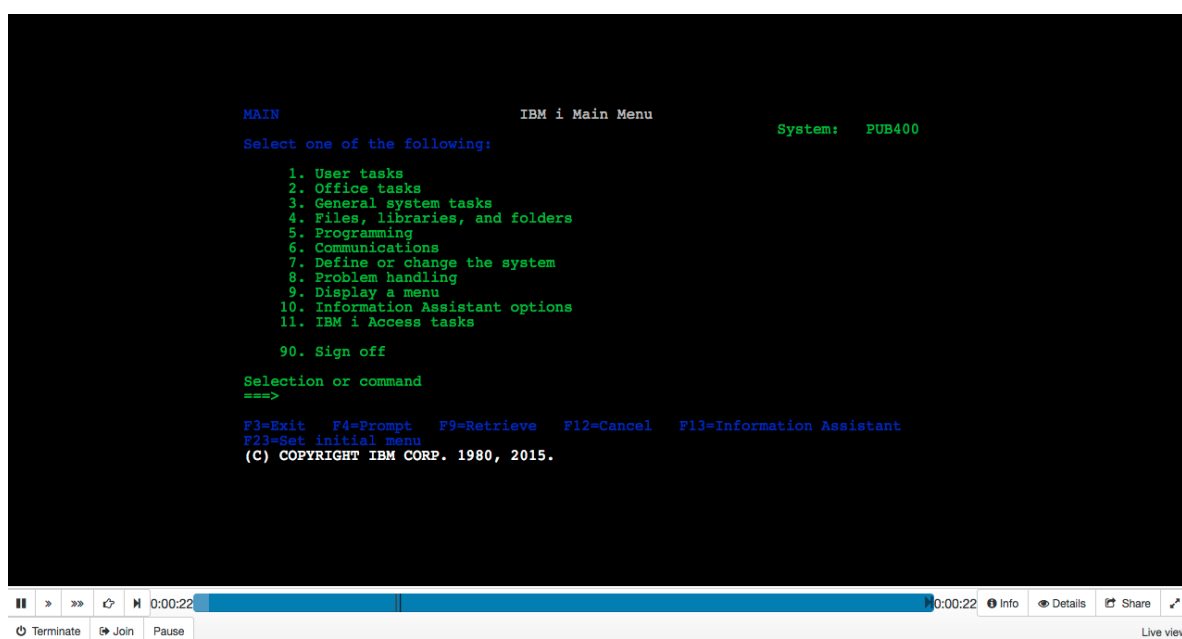 MAIN IBM i Main Menu
System: PUB400
Select one of the following:
1. User tasks
2. Office tasks
3. General system tasks
4. Files, libraries, and folders
5. Programming
6. Communications
7. Define or change the system
8. Problem handling
9. Display a menu
10. Information Assistant options
11. IBM i Access tasks
90. Sign off
Selection or command
===>
F3=Exit F4=Prompt F9=Retrieve F12=Cancel F13=Information Assistant
F23=Set initial menu
(C) COPYRIGHT IBM CORP. 1980, 2015.
0:00:22 0:00:22 Info Details Share
Terminate Join Pause Live view